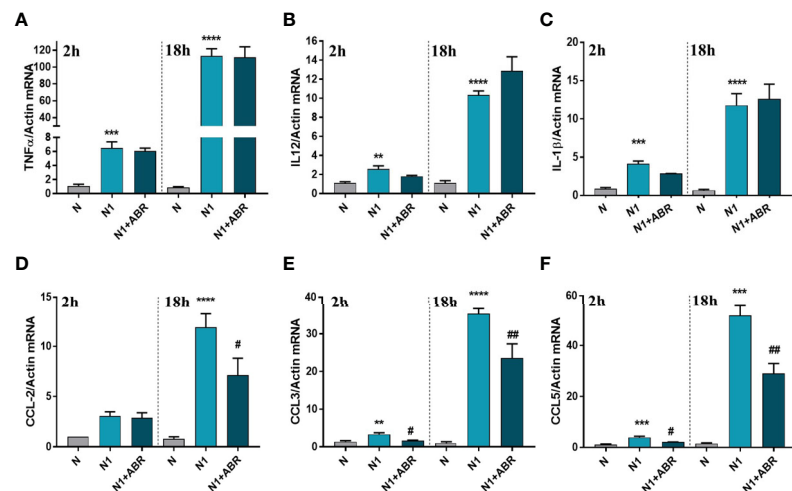 A
2h
18h
TNFα/Actin mRNA
120
100
80
60
40
8
6
4
2
0
***
****
N
N1
N1+ABR
N
N1
N1+ABR
B
2h
18h
IL12/Actin mRNA
16
14
12
10
8
6
4
2
0
**
****
N
N1
N1+ABR
N
N1
N1+ABR
C
2h
18h
IL-1β/Actin mRNA
20
15
10
5
0
***
****
N
N1
N1+ABR
N
N1
N1+ABR
D
2h
18h
CCL-2/Actin mRNA
15
10
5
0
****
#
N
N1
N1+ABR
N
N1
N1+ABR
E
2h
18h
CCL3/Actin mRNA
40
30
20
10
0
**
#
****
##
N
N1
N1+ABR
N
N1
N1+ABR
F
2h
18h
CCL5/Actin mRNA
60
40
20
0
***
#
***
##
N
N1
N1+ABR
N
N1
N1+ABR